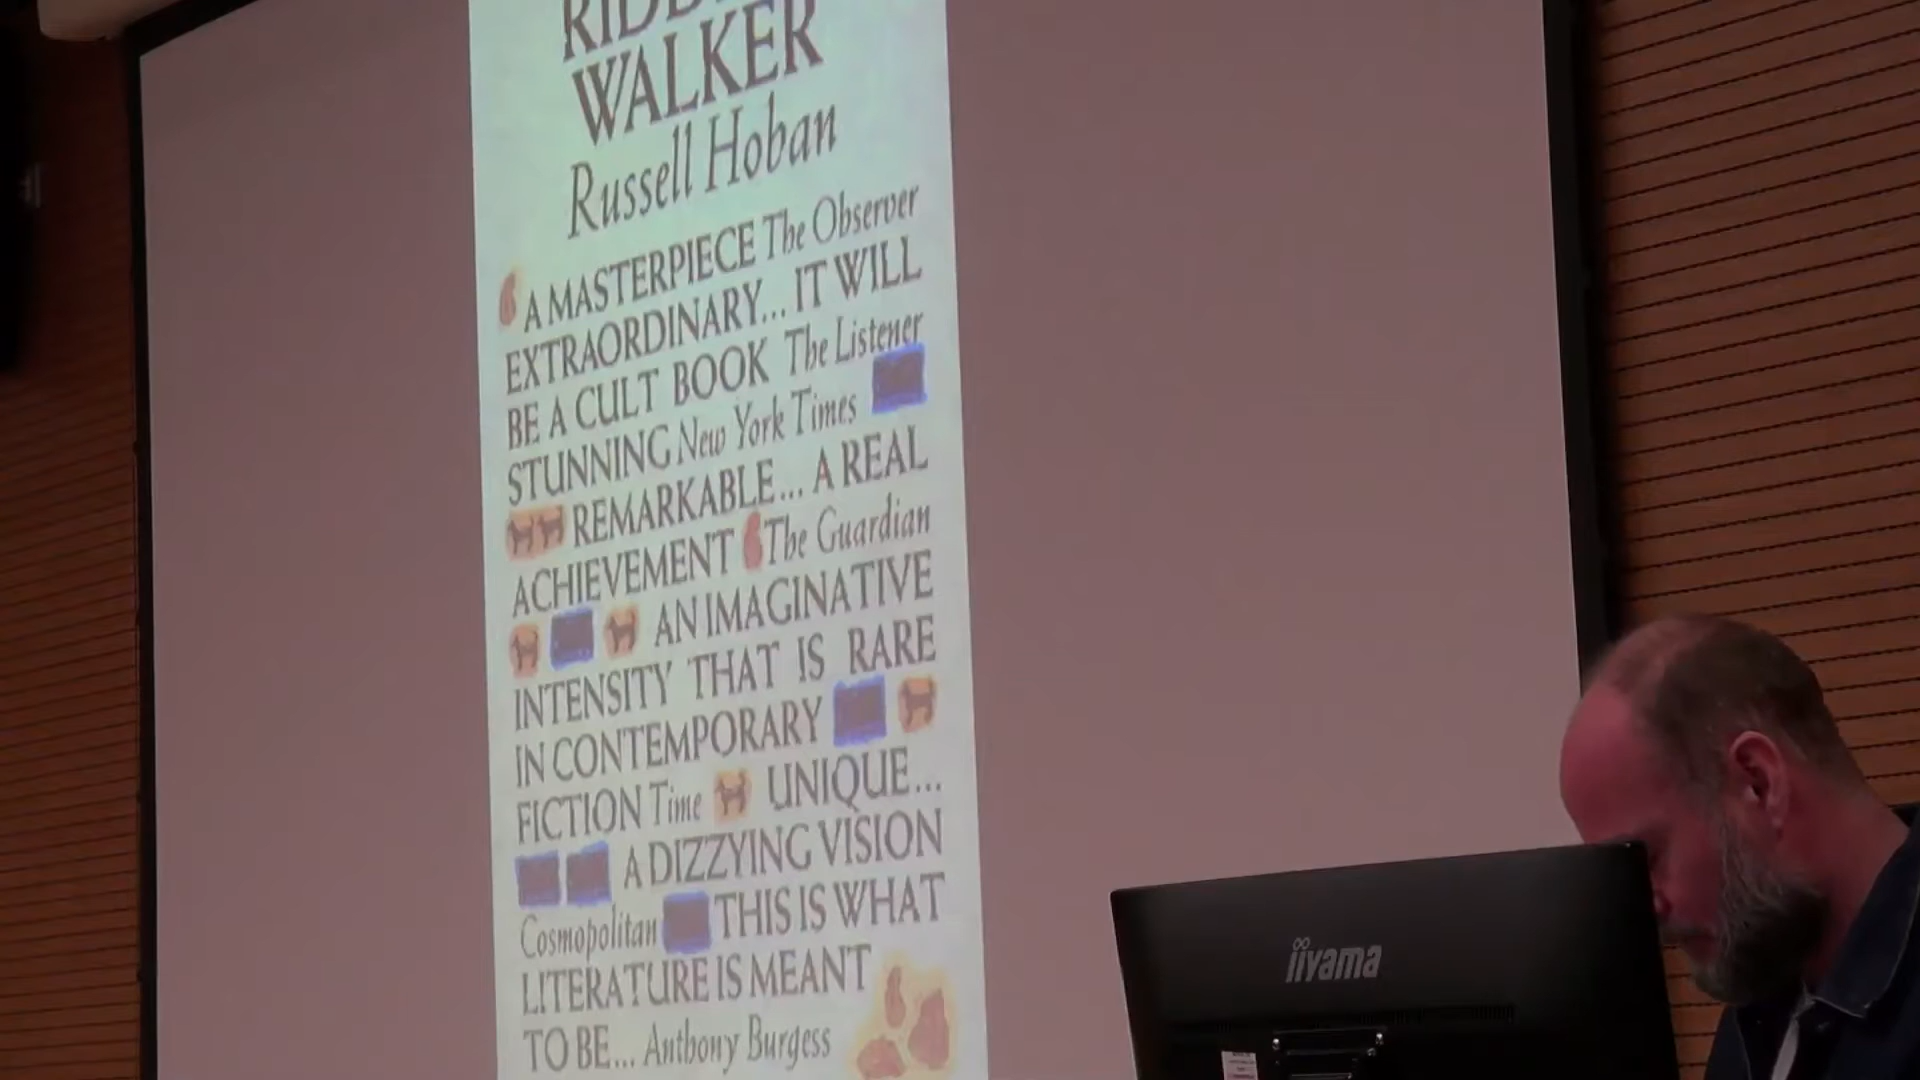 WALKER
Russell Hoban
A MASTERPIECE The Observer
EXTRAORDINARY... IT WILL
BE A CULT BOOK The Listener
STUNNING New York Times
REMARKABLE... A REAL
ACHIEVEMENT The Guardian
AN IMAGINATIVE
INTENSITY THAT IS RARE
IN CONTEMPORARY
FICTION Time UNIQUE...
A DIZZYING VISION
Cosmopolitan THIS IS WHAT
LITERATURE IS MEANT
TO BE... Anthony Burgess
iiyama